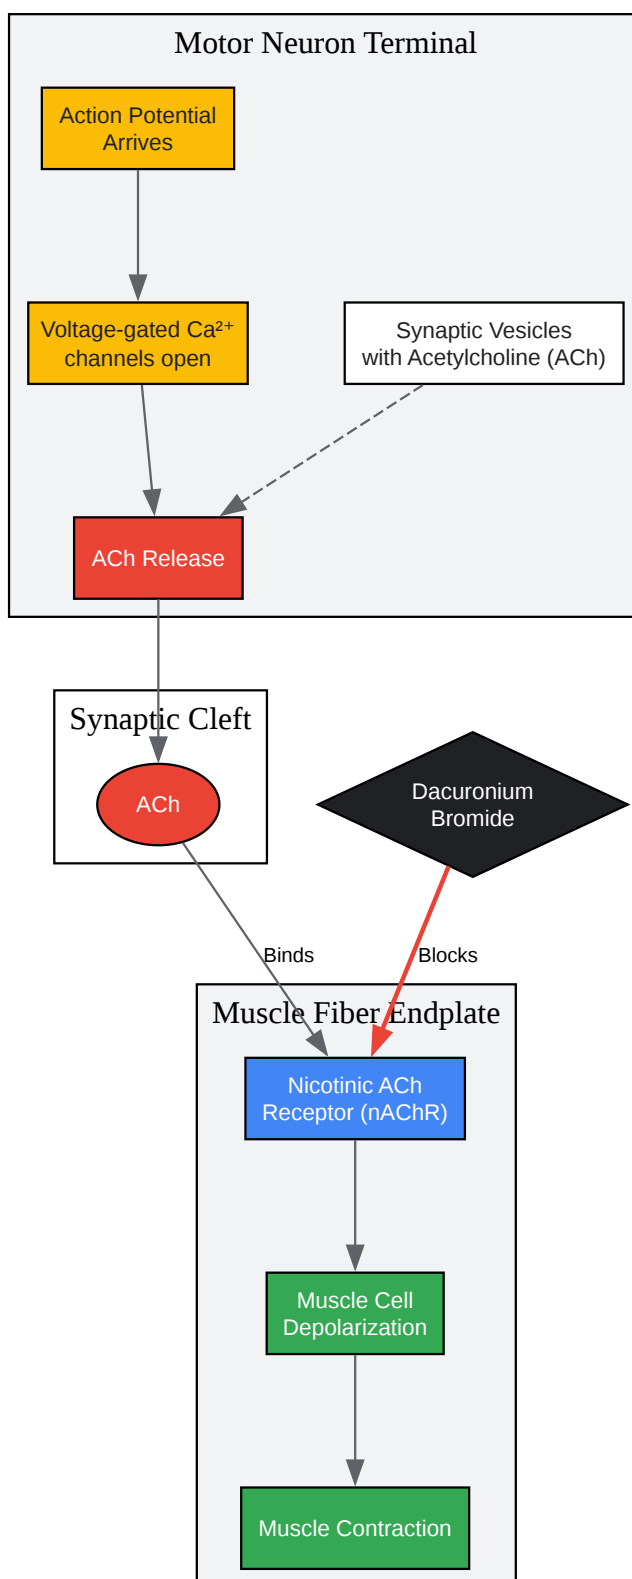 Motor Neuron Terminal
Action Potential
Arrives
Voltage-gated Ca²⁺
channels open
Synaptic Vesicles
with Acetylcholine (ACh)
ACh Release
Synaptic Cleft
ACh
Dacuronium
Bromide
Binds
Blocks
Muscle Fiber Endplate
Nicotinic ACh
Receptor (nAChR)
Muscle Cell
Depolarization
Muscle Contraction